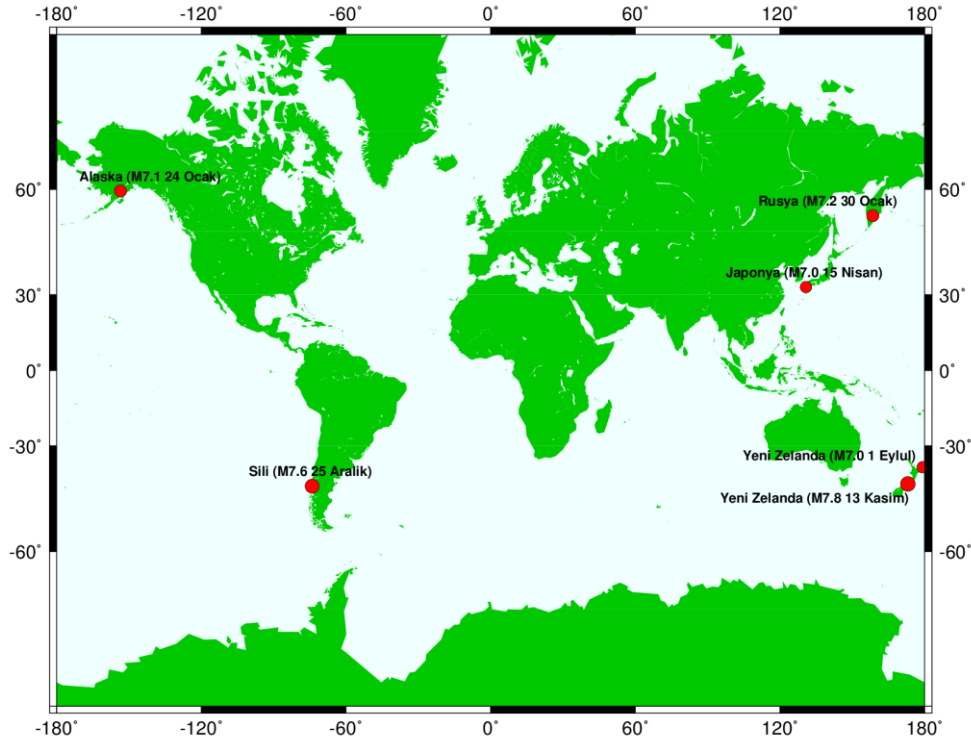 -180° -120° -60° 0° 60° 120° 180°
Alaska (M7.1 24 Ocak)
60° 60°
Rusya (M7.2 30 Ocak)
Japonya (M7.0 15 Nisan)
30° 30°
0° 0°
-30° -30°
Yeni Zelanda (M7.0 1 Eylul)
Sili (M7.6 25 Aralik)
Yeni Zelanda (M7.8 13 Kasim)
-60° -60°
-180 -120° -60° 0° 60° 120° 180°